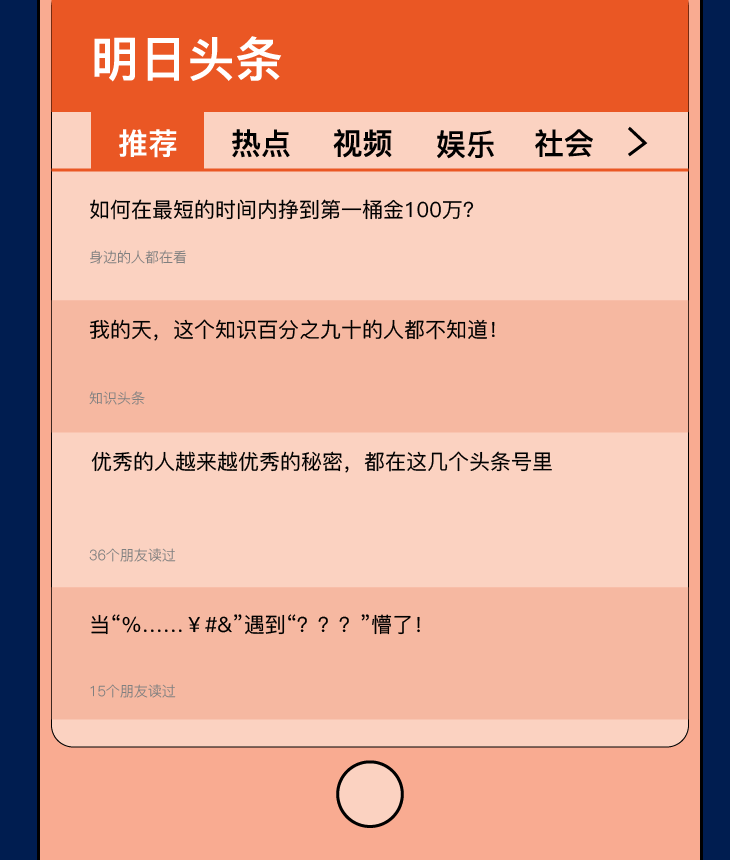 明日头条
推荐 热点 视频 娱乐 社会
如何在最短的时间内挣到第一桶金100万?
身边的人都在看
我的天，这个知识百分之九十的人都不知道！
知识头条
优秀的人越来越优秀的秘密，都在这几个头条号里
36个朋友读过
当“%……￥#&”遇到“？？？”懵了！
15个朋友读过